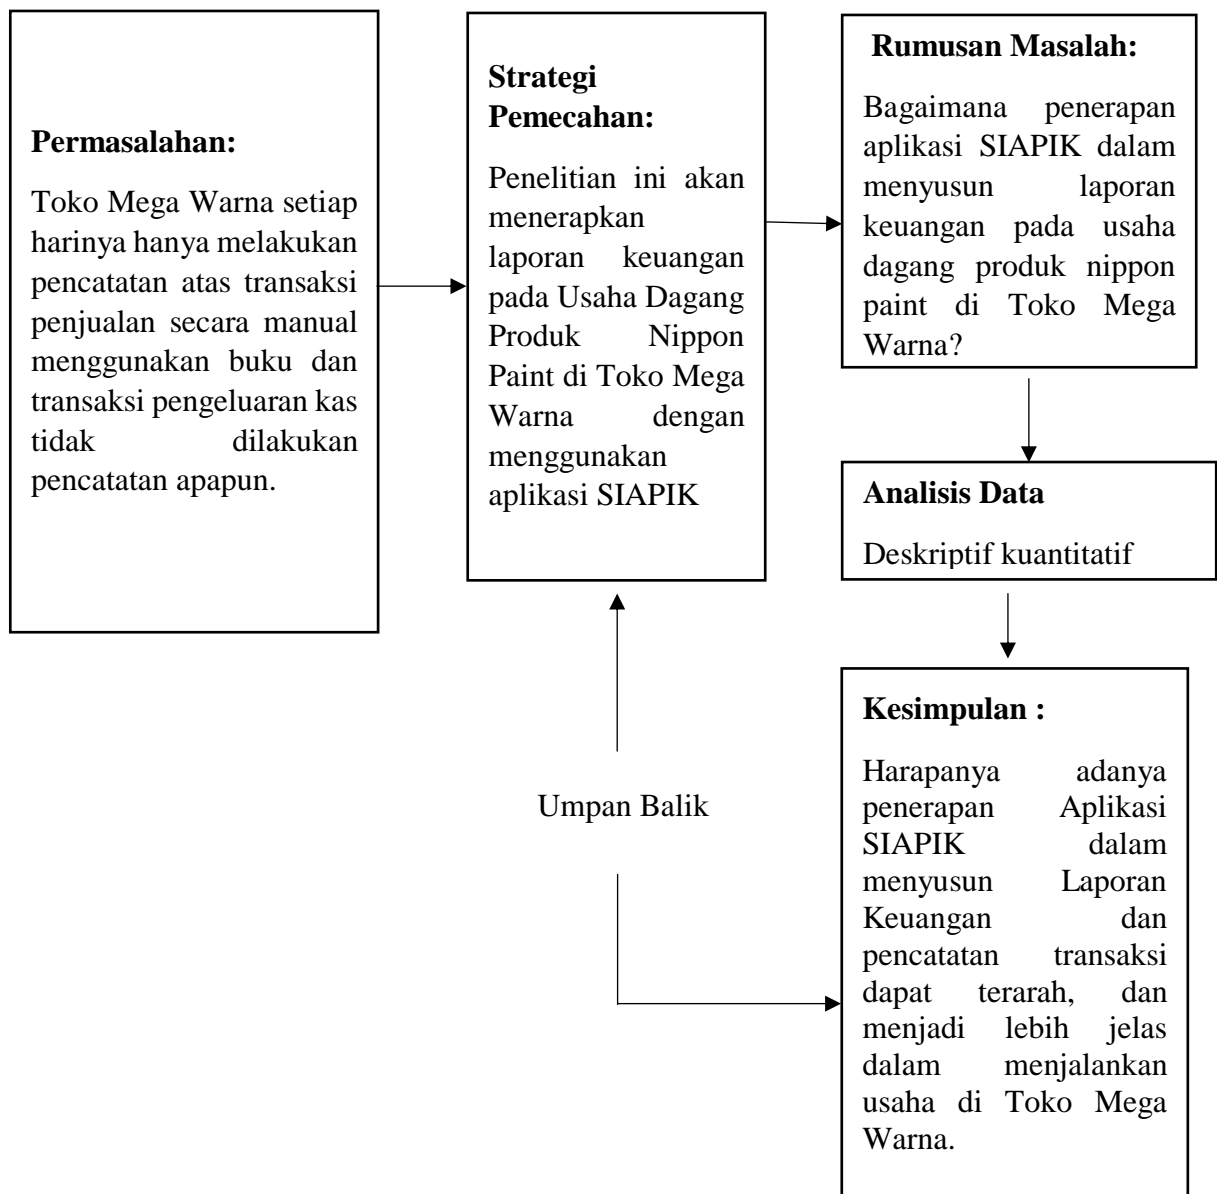 Permasalahan:
Toko Mega Warna setiap
harinya hanya melakukan
pencatatan atas transaksi
penjualan secara manual
menggunakan buku dan
transaksi pengeluaran kas
tidak dilakukan
pencatatan apapun.
Strategi
Pemecahan:
Penelitian ini akan
menerapkan
laporan keuangan
pada Usaha Dagang
Produk Nippon
Paint di Toko Mega
Warna dengan
menggunakan
aplikasi SIAPIK
Rumusan Masalah:
Bagaimana penerapan
aplikasi SIAPIK dalam
menyusun laporan
keuangan pada usaha
dagang produk nippon
paint di Toko Mega
Warna?
Analisis Data
Deskriptif kuantitatif
Kesimpulan :
Harapanya adanya
penerapan Aplikasi
SIAPIK dalam
menyusun Laporan
Keuangan dan
pencatatan transaksi
dapat terarah, dan
menjadi lebih jelas
dalam menjalankan
usaha di Toko Mega
Warna.
Umpan Balik